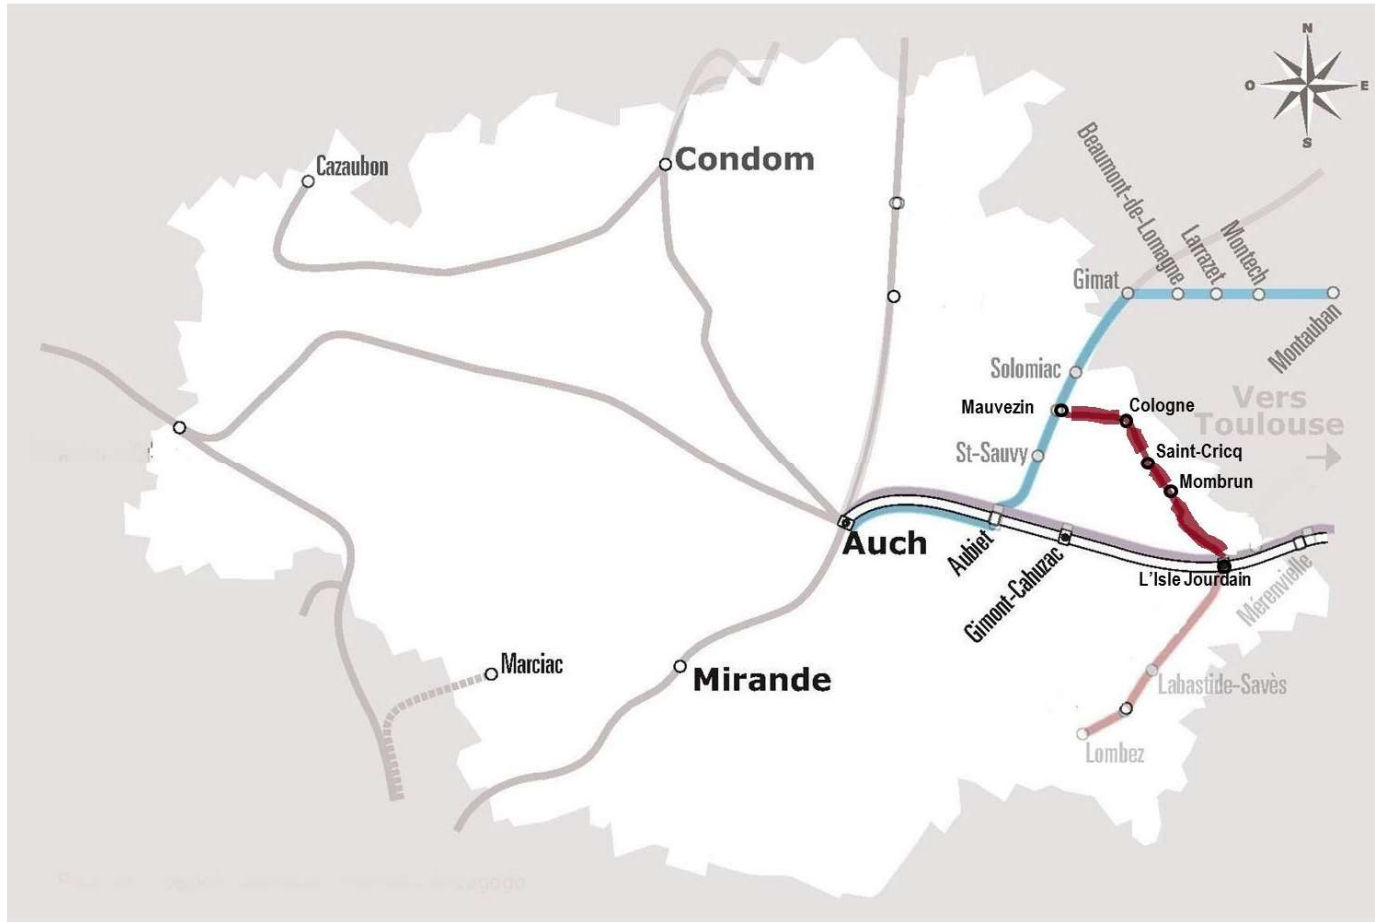 N
O
E
S
Cazaubon
Condom
Beaumont-de-Lomagne
Larrazet
Montech
Gimat
Montauban
Solomiac
Mauvezin
Cologne
Vers
Toulouse
St-Sauvy
Saint-Cricq
Mombrun
Auch
Aubiet
Gimont-Cahuzac
L'Isle Jourdain
Mérenvielle
Marciac
Mirande
Labastide-Savès
Lombez